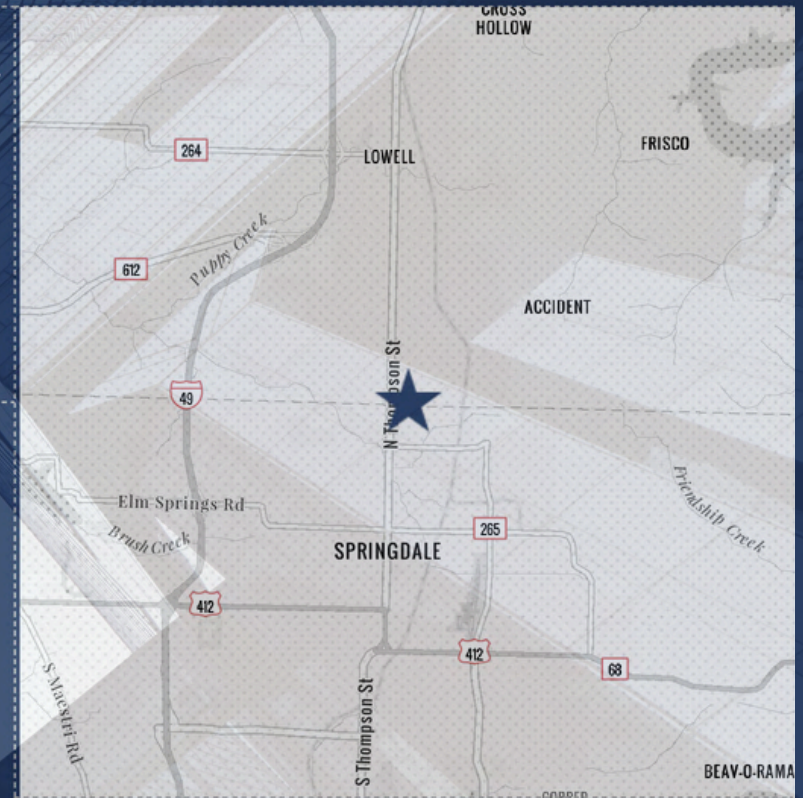 CROSS
HOLLOW
FRISCO
264
LOWELL
Puppy Creek
612
ACCIDENT
N Thompson St
49
Elm Springs Rd
Friendship Creek
Brush Creek
265
SPRINGDALE
412
412
68
S Maestri Rd
S Thompson St
BEAV-O-RAMA